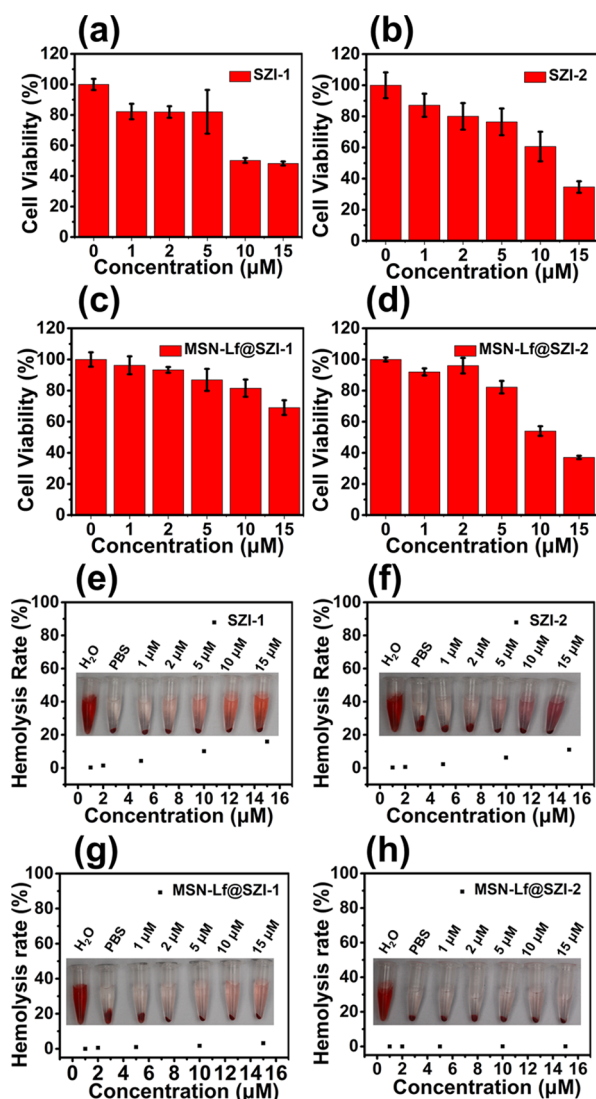 (a)
(b)
120
100
80
60
40
20
0
Cell Viability (%)
SZI-1
0 1 2 5 10 15
Concentration (μM)
120
100
80
60
40
20
0
Cell Viability (%)
SZI-2
0 1 2 5 10 15
Concentration (μM)
(c)
(d)
120
100
80
60
40
20
0
Cell Viability (%)
MSN-Lf@SZI-1
0 1 2 5 10 15
Concentration (μM)
120
100
80
60
40
20
0
Cell Viability (%)
MSN-Lf@SZI-2
0 1 2 5 10 15
Concentration (μM)
(e)
(f)
100
80
60
40
20
0
Hemolysis Rate (%)
SZI-1
H₂O PBS 1 μM 2 μM 5 μM 10 μM 15 μM
0 2 4 6 8 10 12 14 16
Concentration (μM)
100
80
60
40
20
0
Hemolysis Rate (%)
SZI-2
H₂O PBS 1 μM 2 μM 5 μM 10 μM 15 μM
0 2 4 6 8 10 12 14 16
Concentration (μM)
(g)
(h)
100
80
60
40
20
0
Hemolysis rate (%)
MSN-Lf@SZI-1
H₂O PBS 1 μM 2 μM 5 μM 10 μM 15 μM
0 2 4 6 8 10 12 14 16
Concentration (μM)
100
80
60
40
20
0
Hemolysis rate (%)
MSN-Lf@SZI-2
H₂O PBS 1 μM 2 μM 5 μM 10 μM 15 μM
0 2 4 6 8 10 12 14 16
Concentration (μM)